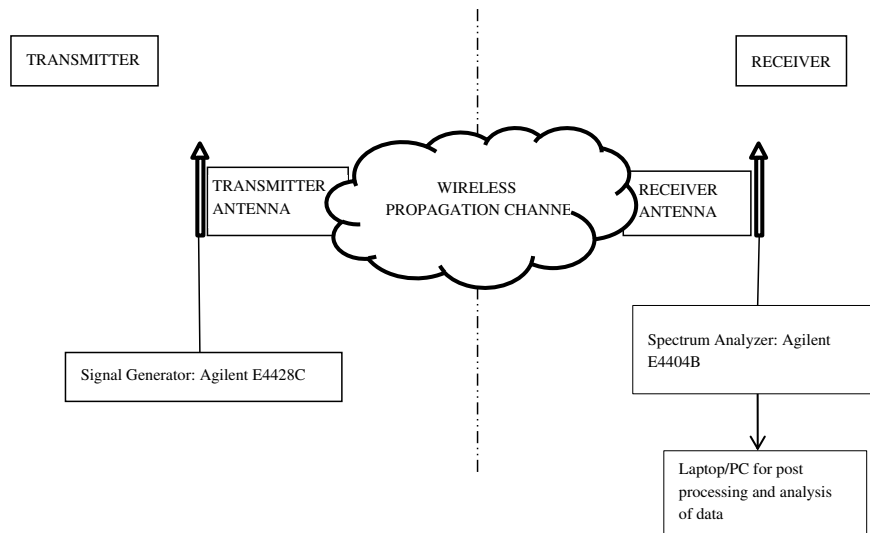 TRANSMITTER
RECEIVER
TRANSMITTER
ANTENNA
WIRELESS
PROPAGATION CHANNE
RECEIVER
ANTENNA
Signal Generator: Agilent E4428C
Spectrum Analyzer: Agilent
E4404B
Laptop/PC for post
processing and analysis
of data